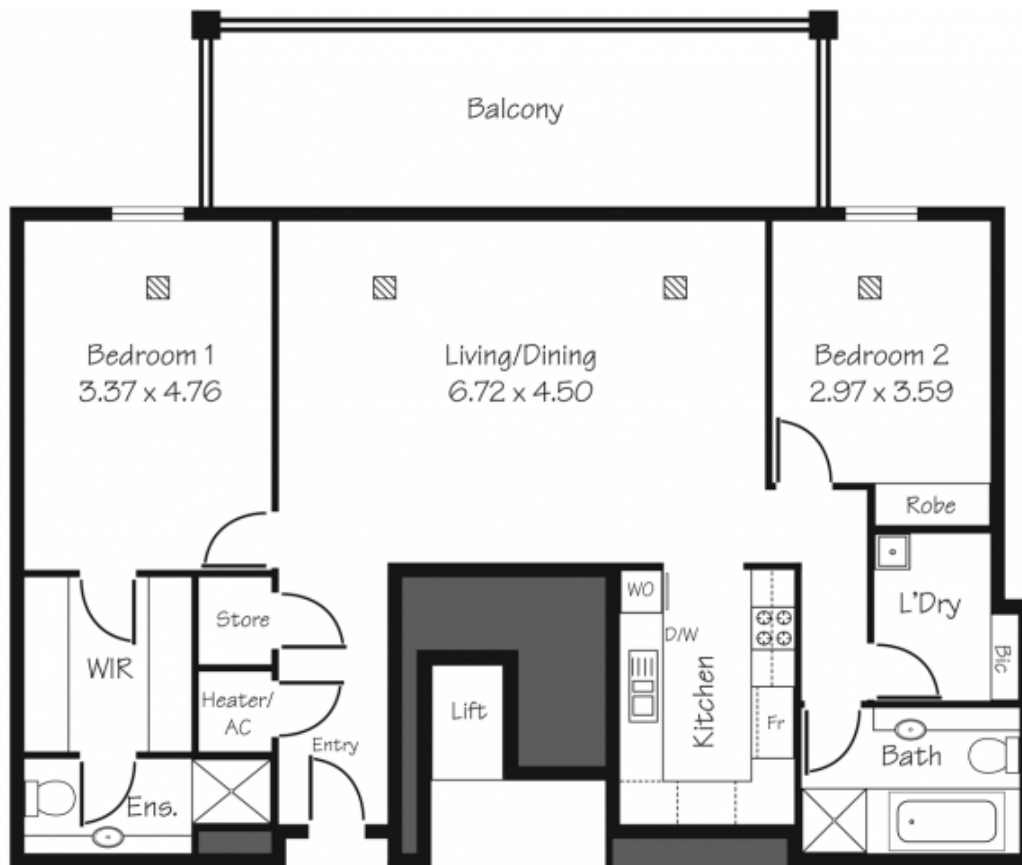 Balcony
Bedroom 1
3.37 x 4.76
Living/Dining
6.72 x 4.50
Bedroom 2
2.97 x 3.59
Robe
WO
D/W
L'Dry
Store
WIR
Bic
Heater/
AC
Lift
Kitchen
Fr
Entry
Bath
Ens.